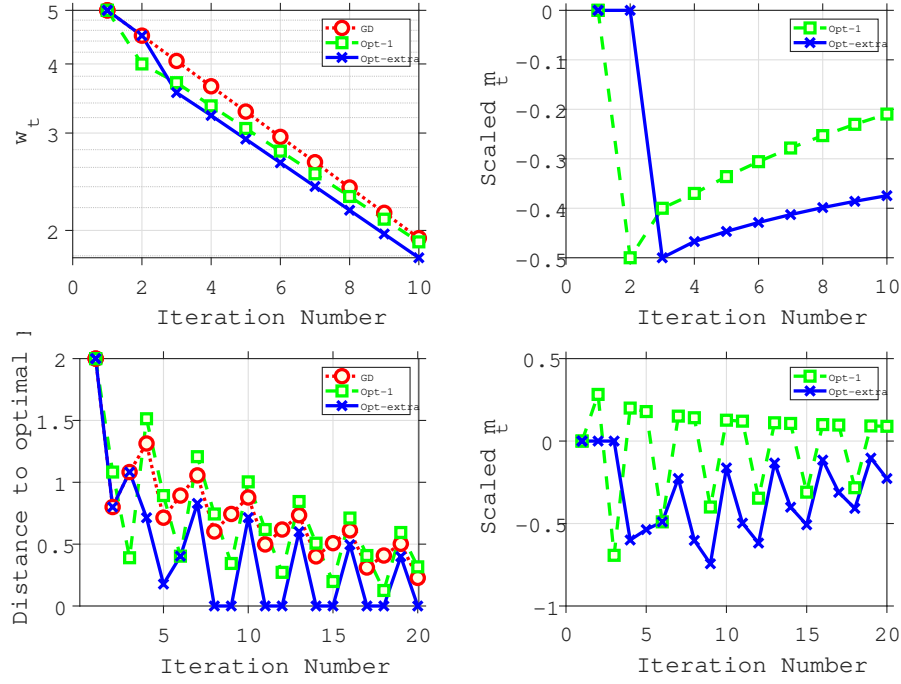 5
4
3
2
w_t
GD
Opt-1
Opt-extra
0 2 4 6 8 10
Iteration Number
0
-0.1
-0.2
-0.3
-0.4
-0.5
Scaled m_t
Opt-1
Opt-extra
0 2 4 6 8 10
Iteration Number
2
1.5
1
0.5
0
Distance to optimal
GD
Opt-1
Opt-extra
5 10 15 20
Iteration Number
0.5
0
-0.5
-1
Scaled m_t
Opt-1
Opt-extra
0 5 10 15 20
Iteration Number